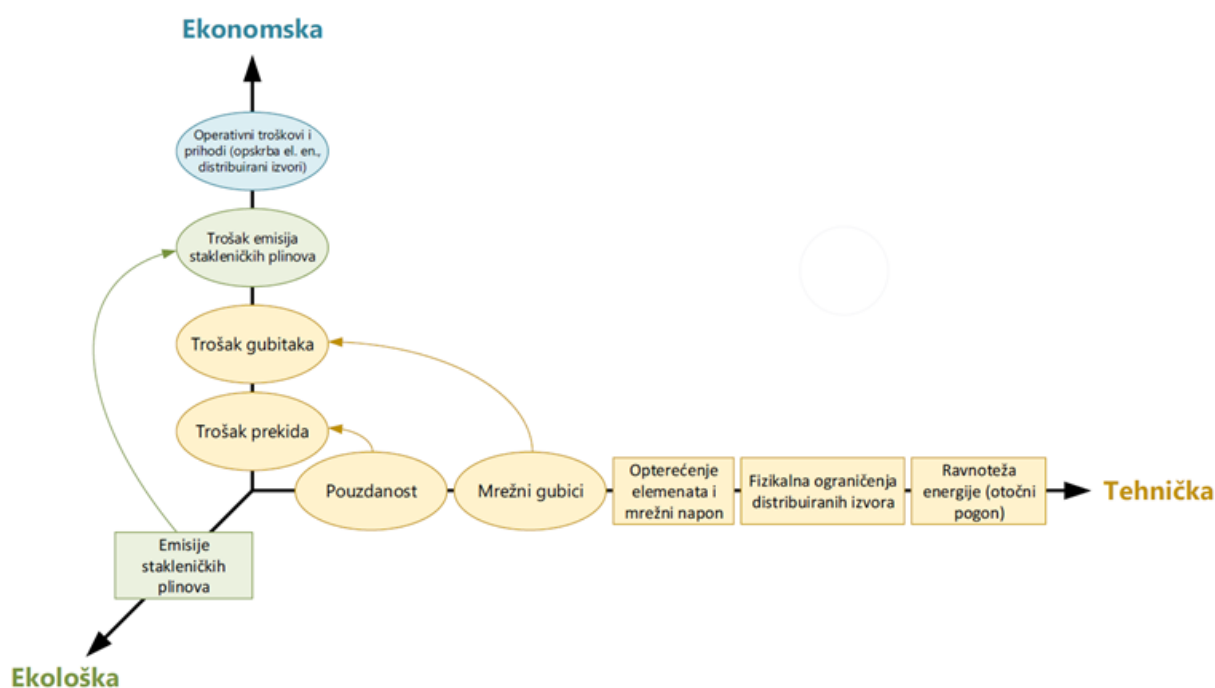 Ekonomska
Operativni troškovi i
prihodi (opskrba el. en.,
distribuirani izvori)
Trošak emisija
stakleničkih plinova
Trošak gubitaka
Trošak prekida
Pouzdanost
Mrežni gubici
Opterećenje
elemenata i
mrežni napon
Fizikalna ograničenja
distribuiranih izvora
Ravnoteža
energije (otočni
pogon)
Tehnička
Emisije
stakleničkih
plinova
Ekološka